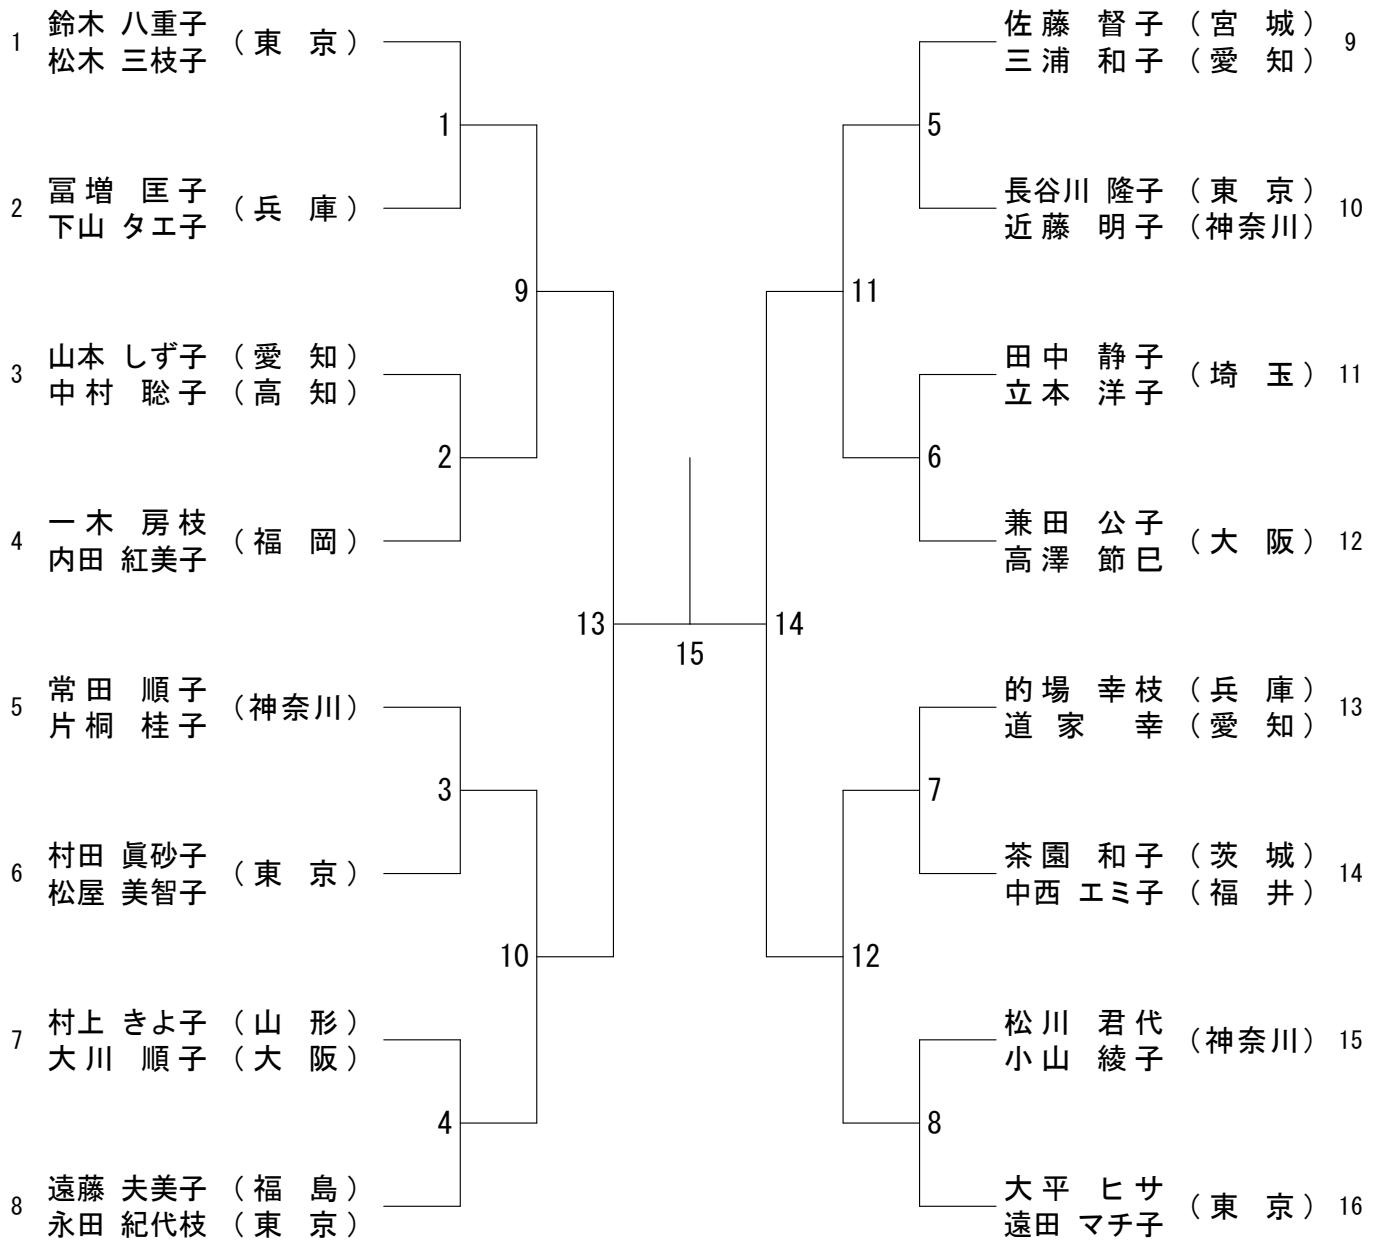 1 鈴木 八重子 (東 京)
松木 三枝子
1
2 冨増 匡子 (兵 庫)
下山 タエ子
9
3 山本 しず子 (愛 知)
中村 聡子 (高 知)
2
4 一木 房枝 (福 岡)
内田 紅美子
13
5 常田 順子 (神奈川)
片桐 桂子
3
6 村田 眞砂子 (東 京)
松屋 美智子
10
7 村上 きよ子 (山 形)
大川 順子 (大 阪)
4
8 遠藤 夫美子 (福 島)
永田 紀代枝 (東 京)
15
佐藤 督子 (宮 城) 9
三浦 和子 (愛 知)
5
長谷川 隆子 (東 京) 10
近藤 明子 (神奈川)
11
田中 静子 (埼 玉) 11
立本 洋子
6
兼田 公子 (大 阪) 12
高澤 節巳
14
的場 幸枝 (兵 庫) 13
道家 幸 (愛 知)
7
茶園 和子 (茨 城) 14
中西 エミ子 (福 井)
12
松川 君代 (神奈川) 15
小山 綾子
8
大平 ヒサ (東 京) 16
遠田 マチ子